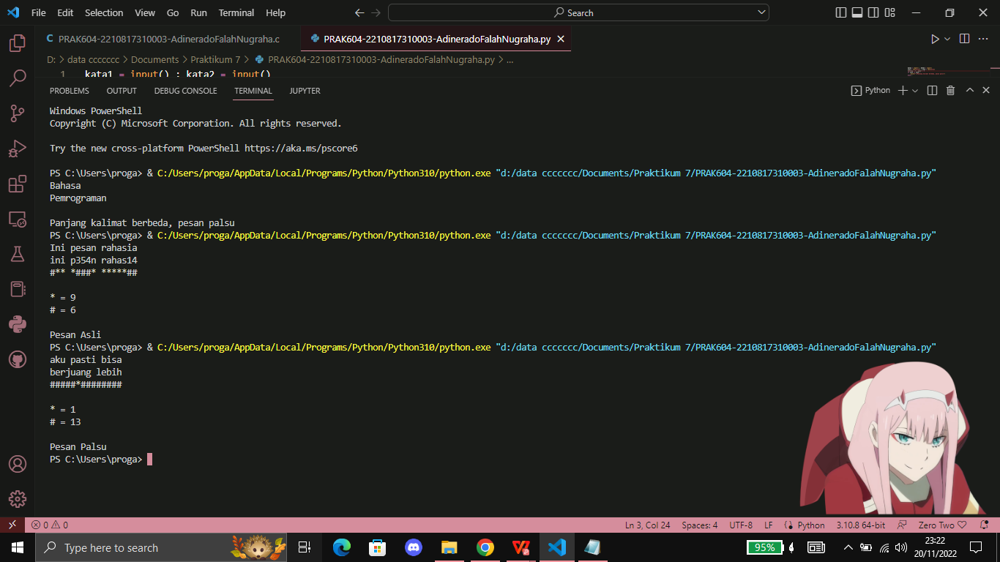 File Edit Selection View Go Run Terminal Help
Search
PRAK604-2210817310003-AdineradoFalahNugraha.c
PRAK604-2210817310003-AdineradoFalahNugraha.py
D: > data ccccccc > Documents > Praktikum 7 > PRAK604-2210817310003-AdineradoFalahNugraha.py > ...
1 kata1 = input() ; kata2 = input()
PROBLEMS OUTPUT DEBUG CONSOLE TERMINAL JUPYTER
Python
Windows PowerShell
Copyright (C) Microsoft Corporation. All rights reserved.
Try the new cross-platform PowerShell https://aka.ms/pscore6
PS C:\Users\proga> & C:/Users/proga/AppData/Local/Programs/Python/Python310/python.exe "d:/data ccccccc/Documents/Praktikum 7/PRAK604-2210817310003-AdineradoFalahNugraha.py"
Bahasa
Pemrograman
Panjang kalimat berbeda, pesan palsu
PS C:\Users\proga> & C:/Users/proga/AppData/Local/Programs/Python/Python310/python.exe "d:/data ccccccc/Documents/Praktikum 7/PRAK604-2210817310003-AdineradoFalahNugraha.py"
Ini pesan rahasia
ini p354n rahas14
#** *###* *****##
* = 9
# = 6
Pesan Asli
PS C:\Users\proga> & C:/Users/proga/AppData/Local/Programs/Python/Python310/python.exe "d:/data ccccccc/Documents/Praktikum 7/PRAK604-2210817310003-AdineradoFalahNugraha.py"
aku pasti bisa
berjuang lebih
#####*########
* = 1
# = 13
Pesan Palsu
PS C:\Users\proga>
0 0
Ln 3, Col 24 Spaces: 4 UTF-8 LF Python 3.10.8 64-bit Zero Two ♡
Type here to search
95%
23:22
20/11/2022